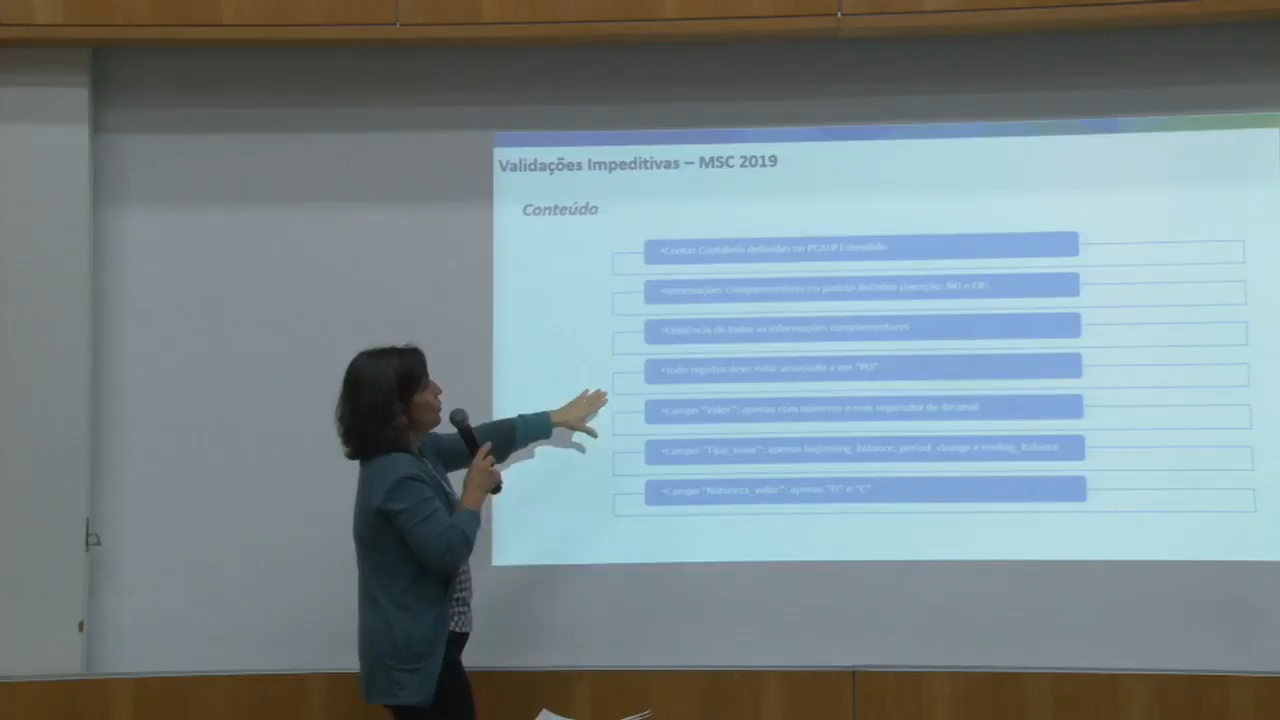 Validações Impeditivas – MSC 2019
Conteúdo
•Contas Contábeis definidas no PCASP Estendido
•Informações Complementares no padrão definido
•Existência de todas as informações complementares
•Todo registro deve estar associado a um "PO"
•Campo "Valor": apenas com números e com separador de decimal
•Campo "Tipo_valor": apenas beginning_balance, period_change e ending_balance
•Campo "Natureza_valor": apenas "D" e "C"